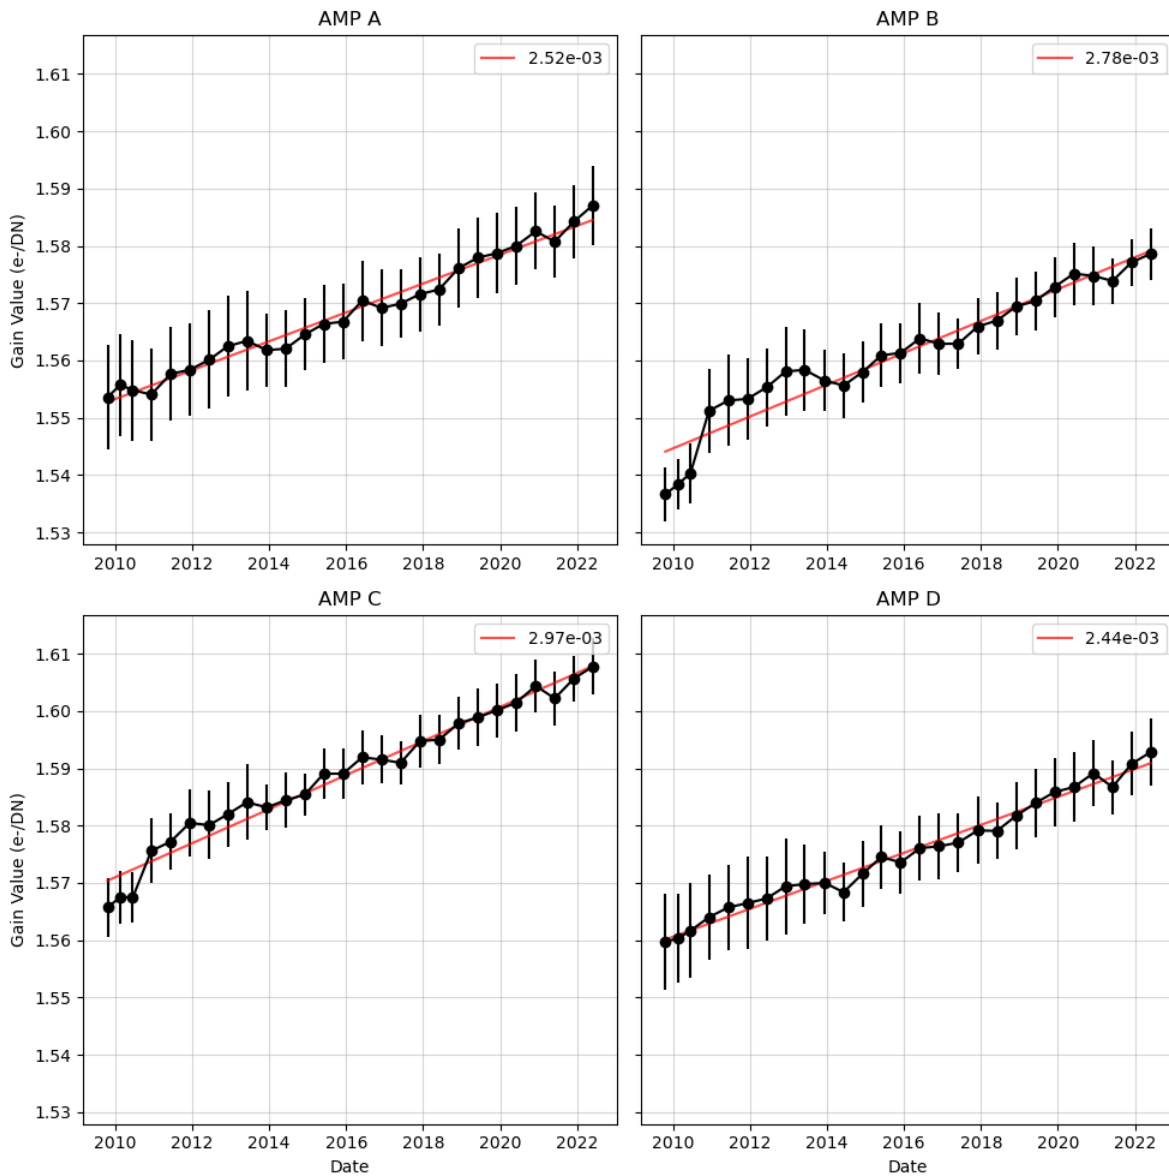 AMP A
AMP B
2.52e-03
2.78e-03
1.61
1.60
1.59
1.58
1.57
1.56
1.55
1.54
1.53
Gain Value (e-/DN)
2010 2012 2014 2016 2018 2020 2022
2010 2012 2014 2016 2018 2020 2022
AMP C
AMP D
2.97e-03
2.44e-03
1.61
1.60
1.59
1.58
1.57
1.56
1.55
1.54
1.53
Gain Value (e-/DN)
2010 2012 2014 2016 2018 2020 2022
2010 2012 2014 2016 2018 2020 2022
Date
Date